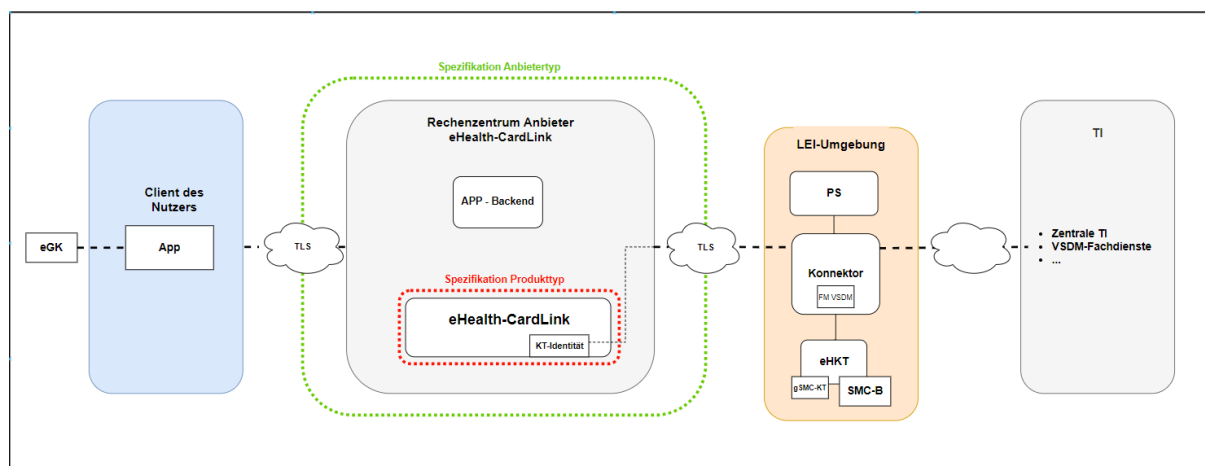 Spezifikation Anbietertyp
eGK
Client des
Nutzers
App
TLS
Rechenzentrum Anbieter
eHealth-CardLink
APP - Backend
Spezifikation Produkttyp
eHealth-CardLink
KT-Identität
TLS
LEI-Umgebung
PS
Konnektor
FM VSDM
eHKT
gSMC-KT
SMC-B
TI
• Zentrale TI
• VSDM-Fachdienste
• ...